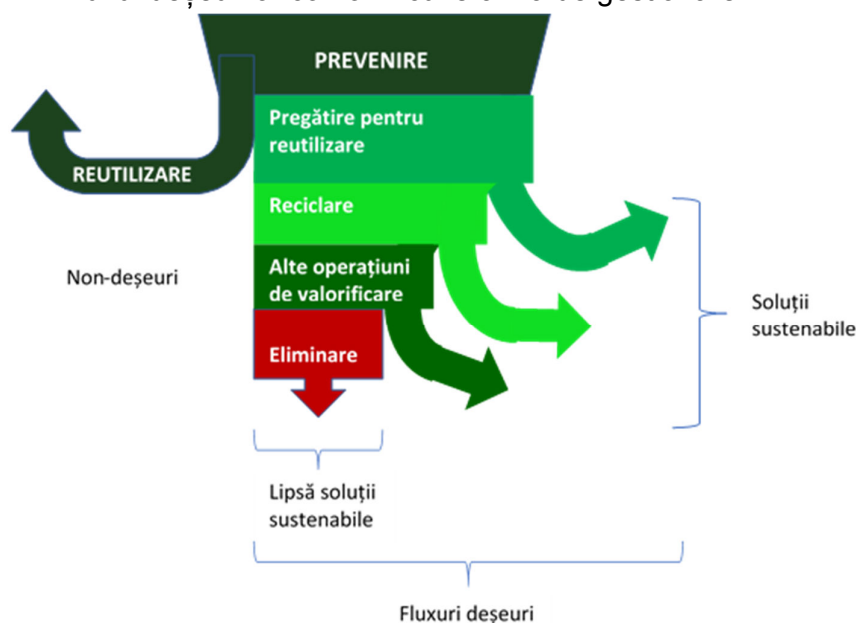 PREVENIRE
Pregătire pentru
reutilizare
REUTILIZARE
Reciclare
Non-deșeuri
Alte operațiuni
de valorificare
Soluții
sustenabile
Eliminare
Lipsă soluții
sustenabile
Fluxuri deșeuri